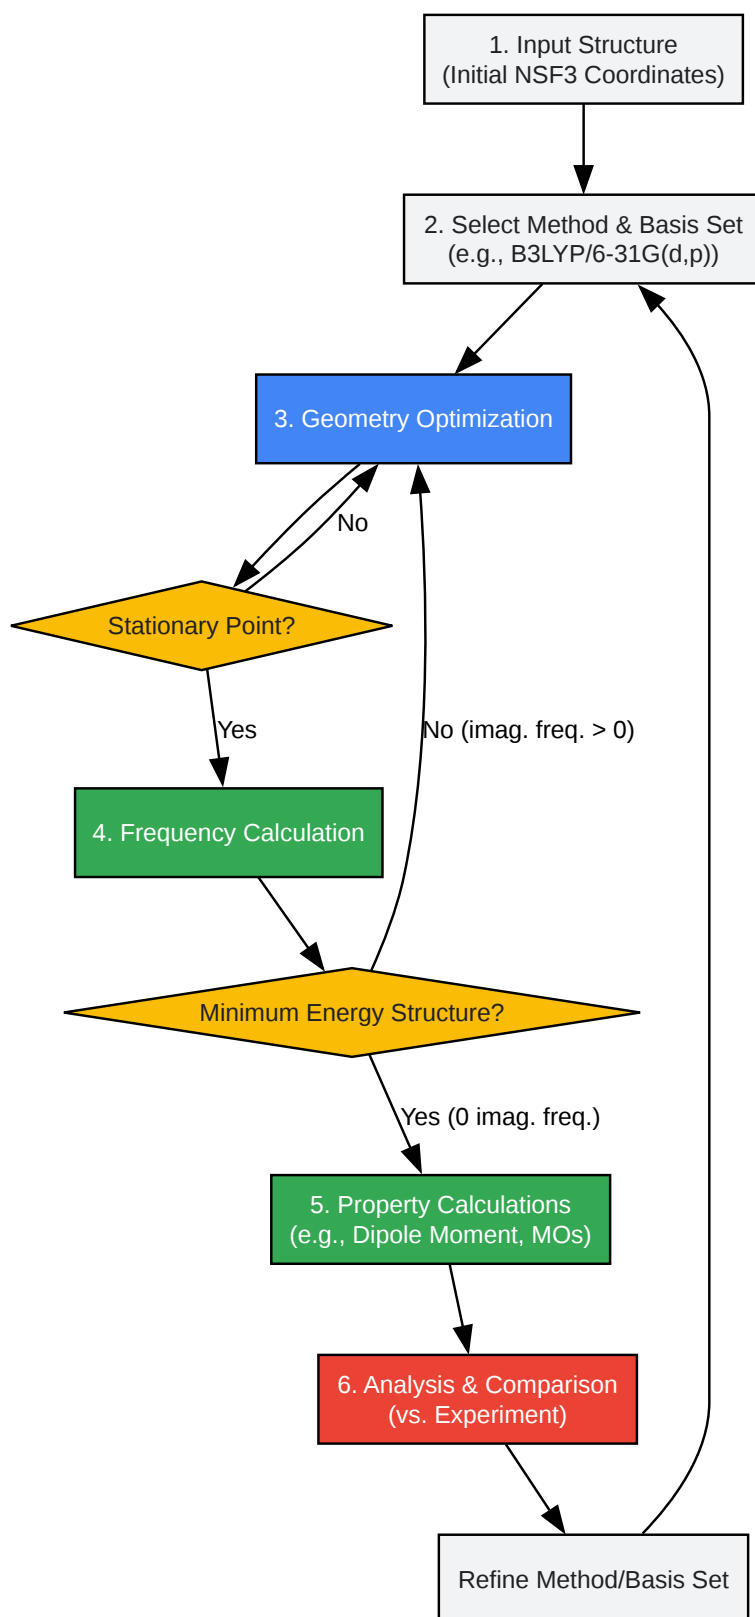 1. Input Structure
(Initial NSF3 Coordinates)
2. Select Method & Basis Set
(e.g., B3LYP/6-31G(d,p))
3. Geometry Optimization
No
Stationary Point?
Yes
No (imag. freq. > 0)
4. Frequency Calculation
Minimum Energy Structure?
Yes (0 imag. freq.)
5. Property Calculations
(e.g., Dipole Moment, MOs)
6. Analysis & Comparison
(vs. Experiment)
Refine Method/Basis Set